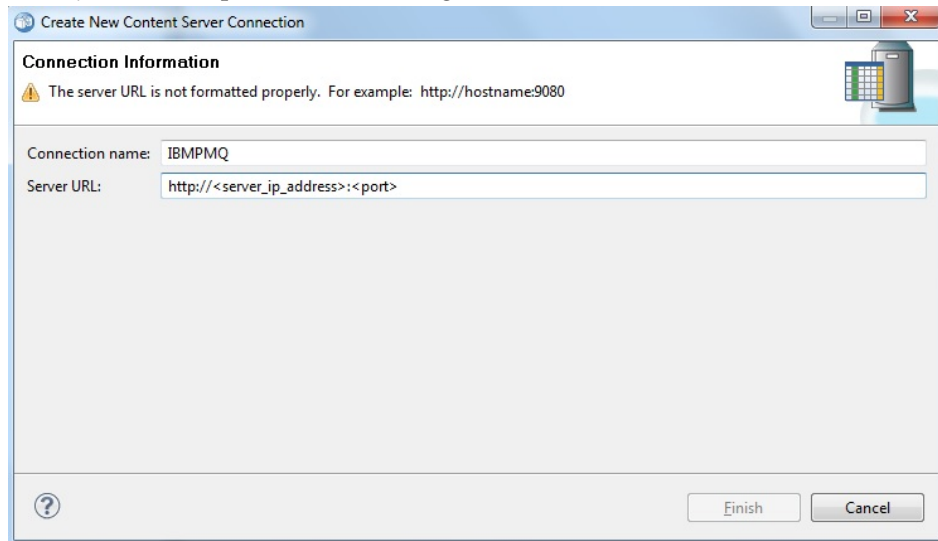 Create New Content Server Connection
Connection Information
The server URL is not formatted properly. For example: http://hostname:9080
Connection name: IBMPMQ
Server URL: http://<server_ip_address>:<port>
? Finish Cancel